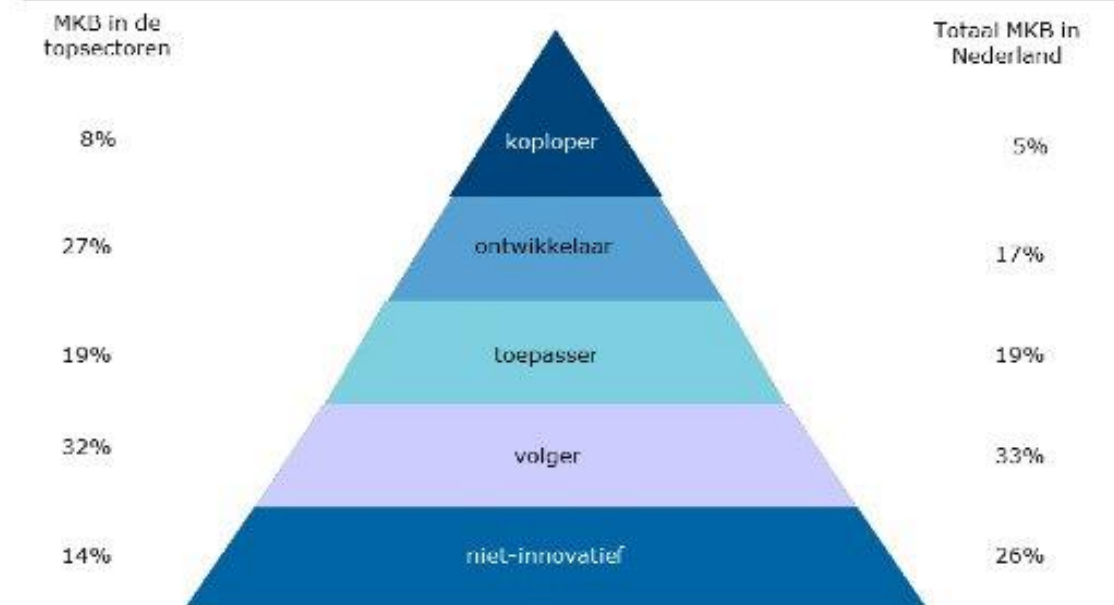 MKB in de
topsectoren
Totaal MKB in
Nederland
8%
koploper
5%
27%
ontwikkelaar
17%
19%
toepasser
19%
32%
volger
33%
14%
niet-innovatief
26%